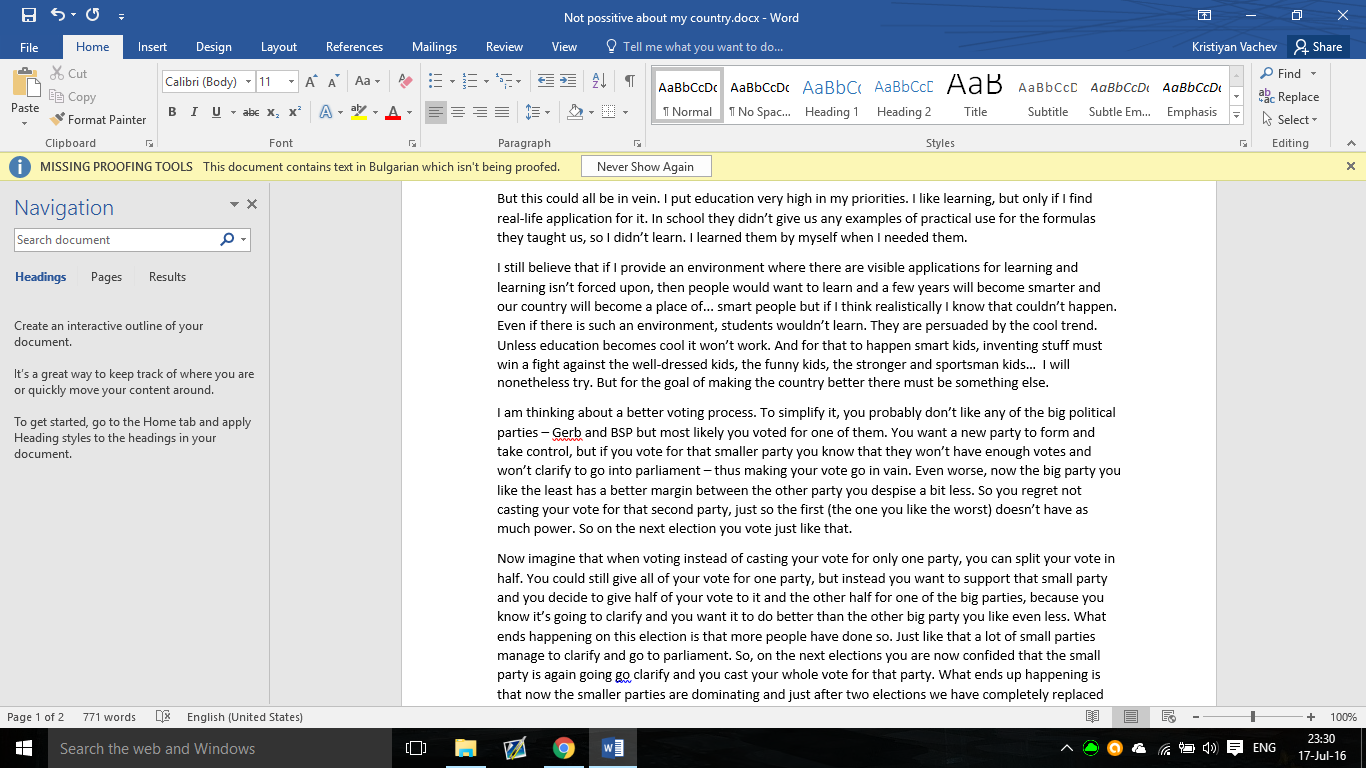 Not possitive about my country.docx - Word
File Home Insert Design Layout References Mailings Review View Tell me what you want to do... Kristiyan Vachev Share
Paste
Cut
Copy
Format Painter
Clipboard
Calibri (Body) 11
Aa
B I U abc x₂ x² A aby A
Font
Paragraph
AaBbCcDc AaBbCcDc AaBbCc AaBbCcD AaB AaBbCcD AaBbCcDc AaBbCcDc
¶ Normal ¶ No Spac... Heading 1 Heading 2 Title Subtitle Subtle Em... Emphasis
Styles
Find
Replace
Select
Editing
MISSING PROOFING TOOLS This document contains text in Bulgarian which isn't being proofed. Never Show Again
Navigation
Search document
Headings Pages Results
Create an interactive outline of your
document.
It's a great way to keep track of where you are
or quickly move your content around.
To get started, go to the Home tab and apply
Heading styles to the headings in your
document.
But this could all be in vein. I put education very high in my priorities. I like learning, but only if I find
real-life application for it. In school they didn’t give us any examples of practical use for the formulas
they taught us, so I didn’t learn. I learned them by myself when I needed them.
I still believe that if I provide an environment where there are visible applications for learning and
learning isn’t forced upon, then people would want to learn and a few years will become smarter and
our country will become a place of... smart people but if I think realistically I know that couldn’t happen.
Even if there is such an environment, students wouldn’t learn. They are persuaded by the cool trend.
Unless education becomes cool it won’t work. And for that to happen smart kids, inventing stuff must
win a fight against the well-dressed kids, the funny kids, the stronger and sportsman kids... I will
nonetheless try. But for the goal of making the country better there must be something else.
I am thinking about a better voting process. To simplify it, you probably don’t like any of the big political
parties – Gerb and BSP but most likely you voted for one of them. You want a new party to form and
take control, but if you vote for that smaller party you know that they won’t have enough votes and
won’t clarify to go into parliament – thus making your vote go in vain. Even worse, now the big party you
like the least has a better margin between the other party you despise a bit less. So you regret not
casting your vote for that second party, just so the first (the one you like the worst) doesn’t have as
much power. So on the next election you vote just like that.
Now imagine that when voting instead of casting your vote for only one party, you can split your vote in
half. You could still give all of your vote for one party, but instead you want to support that small party
and you decide to give half of your vote to it and the other half for one of the big parties, because you
know it’s going to clarify and you want it to do better than the other big party you like even less. What
ends happening on this election is that more people have done so. Just like that a lot of small parties
manage to clarify and go to parliament. So, on the next elections you are now confided that the small
party is again going go clarify and you cast your whole vote for that party. What ends up happening is
that now the smaller parties are dominating and just after two elections we have completely replaced
Page 1 of 2 771 words English (United States) 100%
Search the web and Windows
ENG
23:30
17-Jul-16